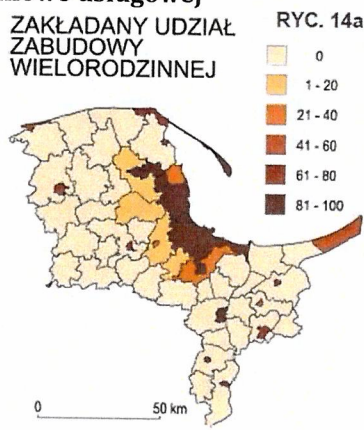 ZAKŁADANY UDZIAŁ
ZABUDOWY
WIELORODZINNEJ
RYC. 14a
0
1 - 20
21 - 40
41 - 60
61 - 80
81 - 100
0 50 km